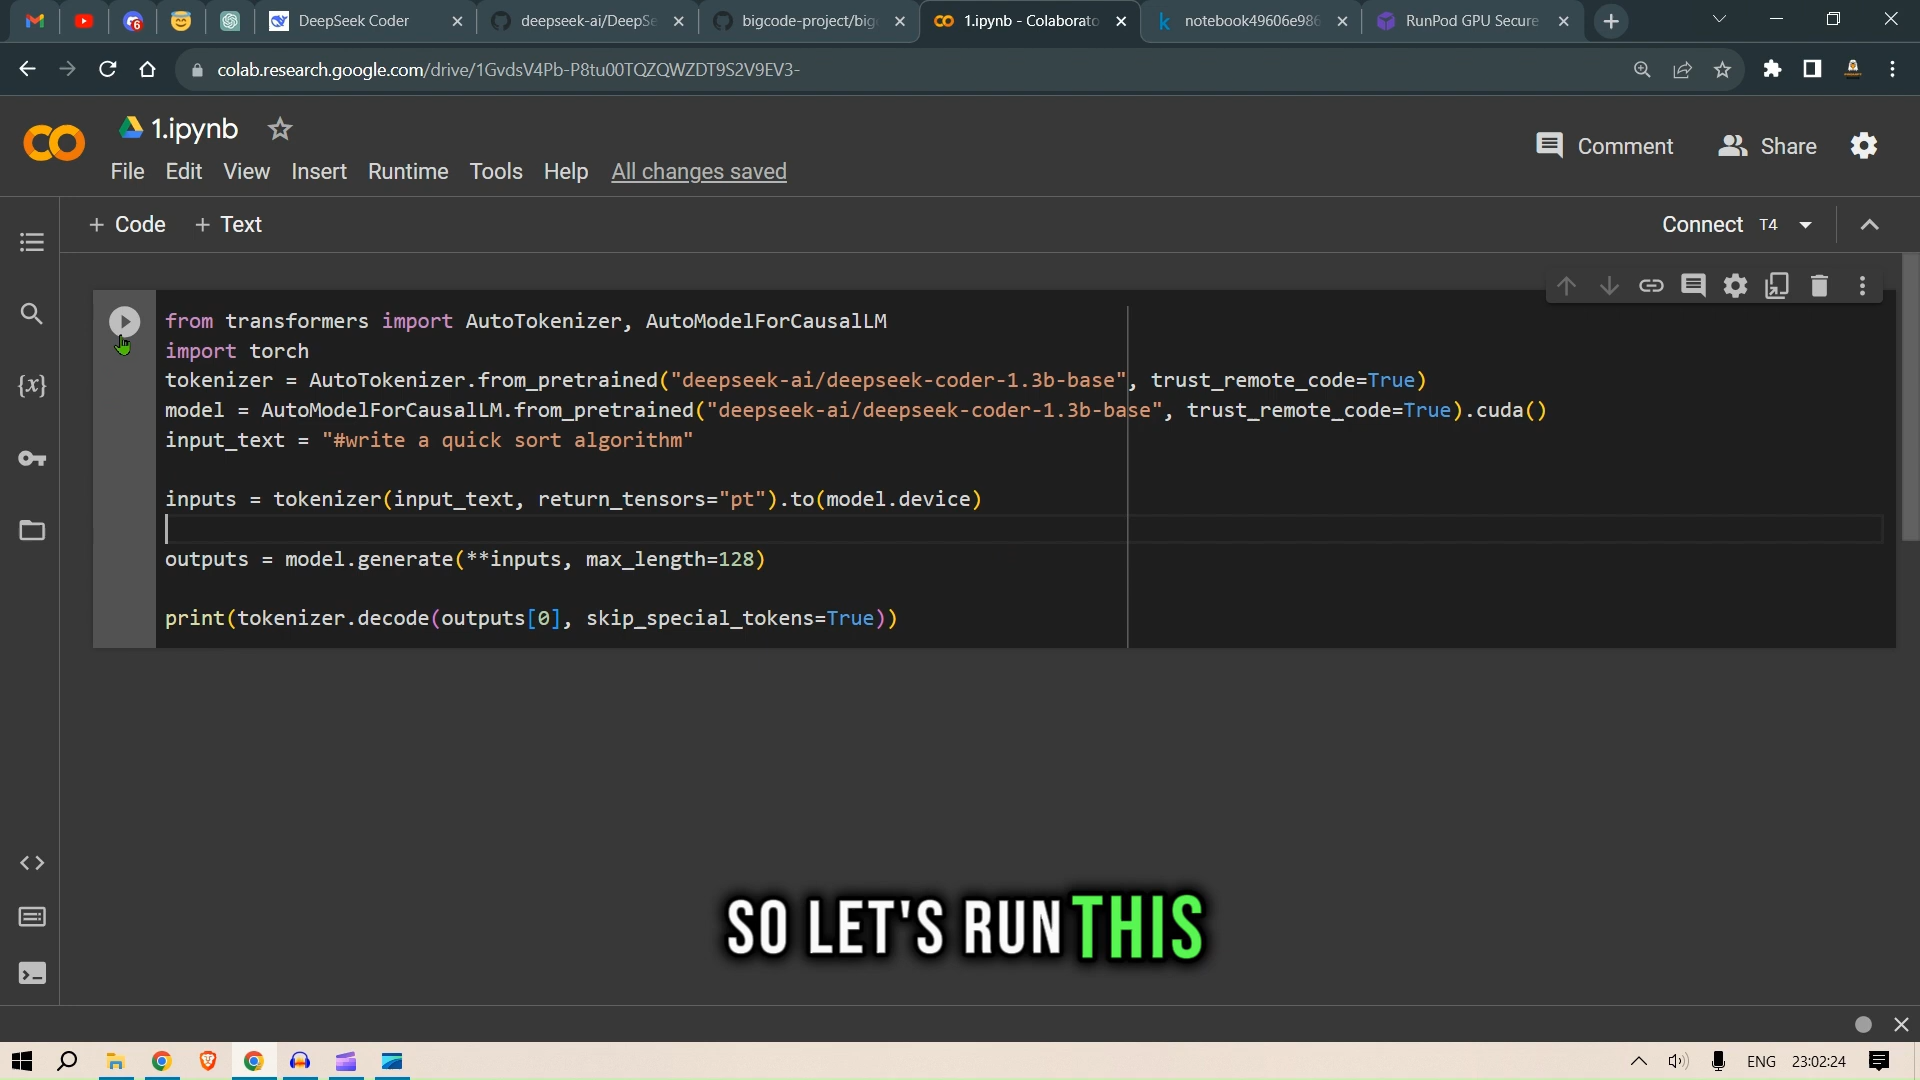 DeepSeek Coder
deepseek-ai/DeepSe
bigcode-project/big
1.ipynb - Colaborato
notebook49606e986
RunPod GPU Secure
colab.research.google.com/drive/1GvdsV4Pb-P8tu00TQZQWZDT9S2V9EV3-
1.ipynb
File Edit View Insert Runtime Tools Help All changes saved
Comment Share
+ Code + Text
Connect T4
from transformers import AutoTokenizer, AutoModelForCausalLM
import torch
tokenizer = AutoTokenizer.from_pretrained("deepseek-ai/deepseek-coder-1.3b-base", trust_remote_code=True)
model = AutoModelForCausalLM.from_pretrained("deepseek-ai/deepseek-coder-1.3b-base", trust_remote_code=True).cuda()
input_text = "#write a quick sort algorithm"
inputs = tokenizer(input_text, return_tensors="pt").to(model.device)
outputs = model.generate(**inputs, max_length=128)
print(tokenizer.decode(outputs[0], skip_special_tokens=True))
{x}
SO LET'S RUN THIS
ENG 23:02:24